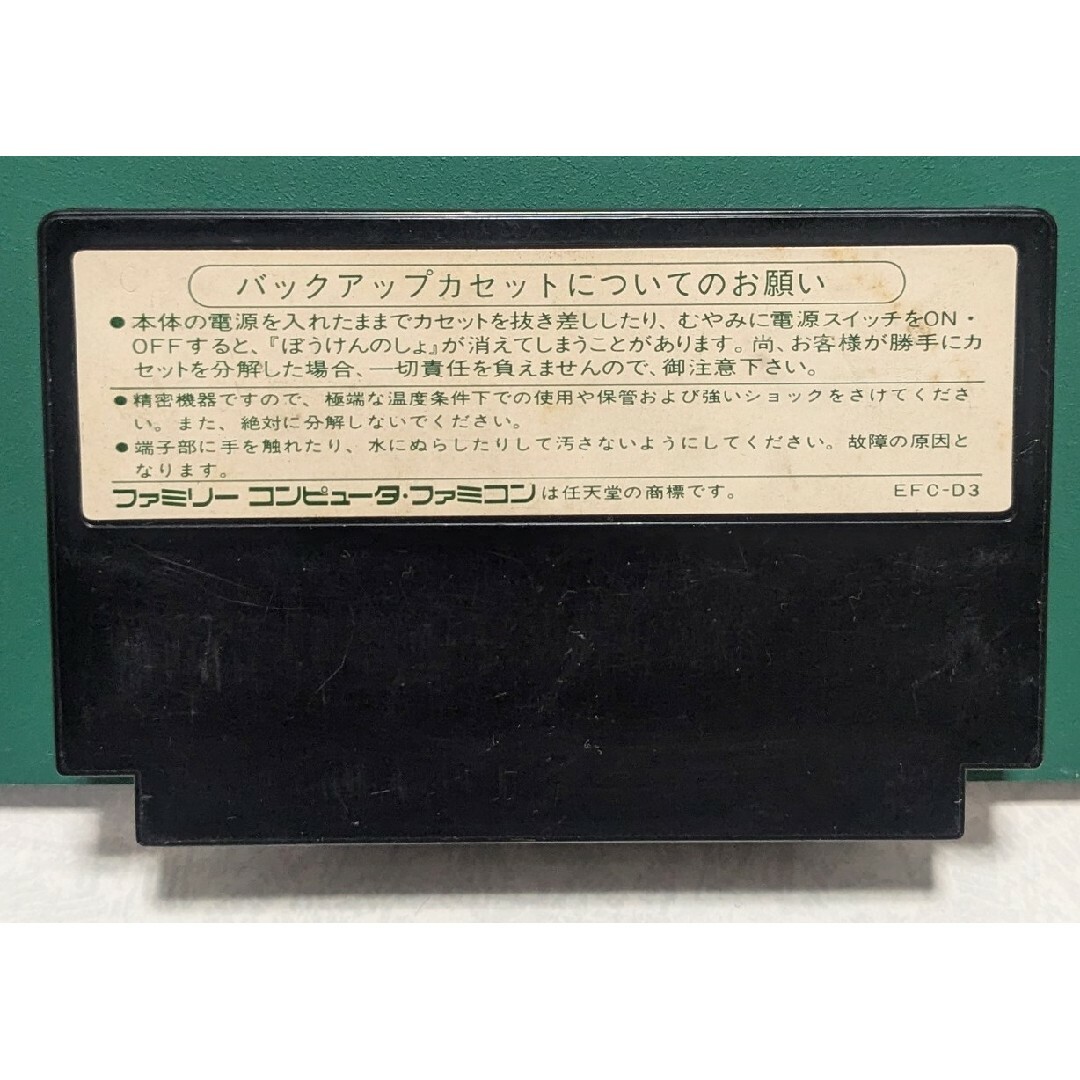 バックアップカセットについてのお願い
●本体の電源を入れたままでカセットを抜き差ししたり、むやみに電源スイッチをON・
OFFすると、『ぼうけんのしょ』が消えてしまうことがあります。尚、お客様が勝手にカ
セットを分解した場合、一切責任を負えませんので、御注意下さい。
●精密機器ですので、極端な温度条件下での使用や保管および強いショックをさけてくださ
い。また、絶対に分解しないでください。
●端子部に手を触れたり、水にぬらしたりして汚さないようにしてください。故障の原因と
なります。
ファミリー コンピュータ・ファミコンは任天堂の商標です。 EFC-D3